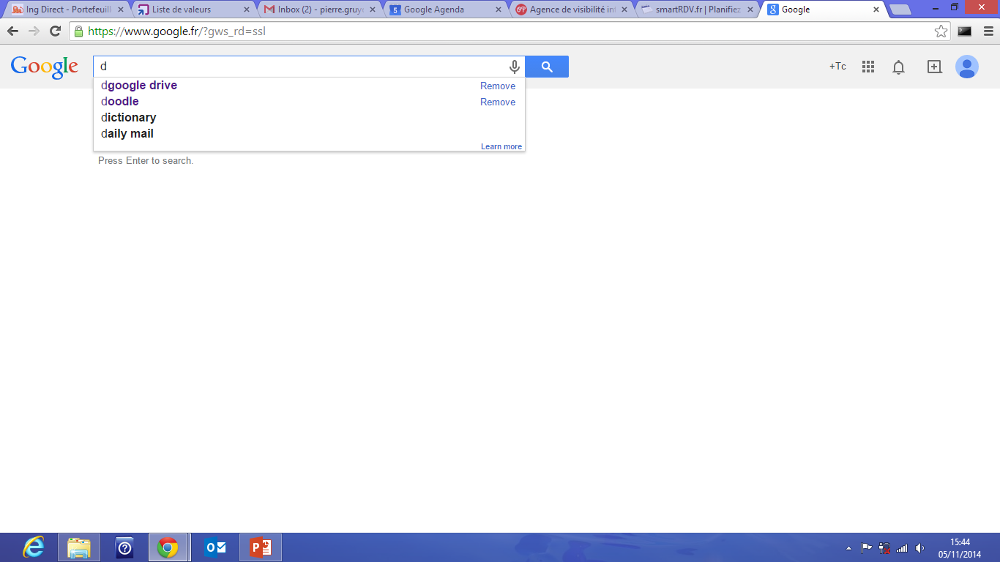 Ing Direct - Portefeuill
Liste de valeurs
Inbox (2) - pierre.gruye
Google Agenda
Agence de visibilité int
smartRDV.fr | Planifiez
Google
https://www.google.fr/?gws_rd=ssl
Google
d
+Tc
dgoogle drive Remove
doodle Remove
dictionary
daily mail
Learn more
Press Enter to search.
15:44
05/11/2014